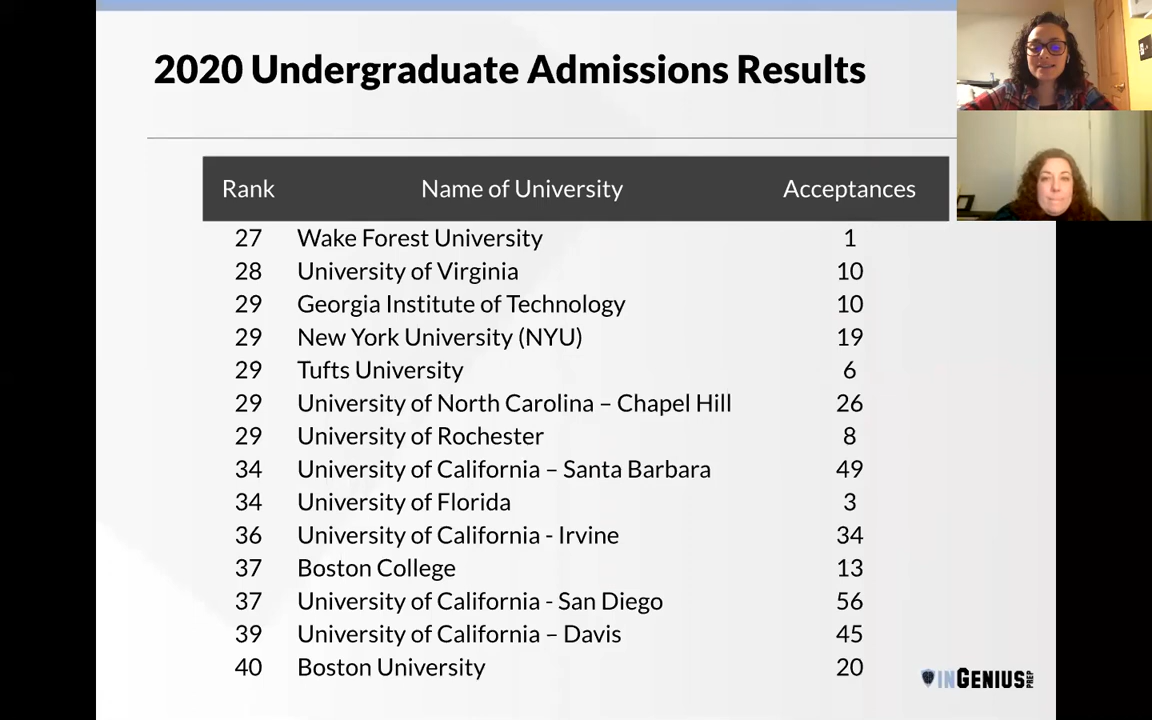 2020 Undergraduate Admissions Results
Rank Name of University Acceptances
27 Wake Forest University 1
28 University of Virginia 10
29 Georgia Institute of Technology 10
29 New York University (NYU) 19
29 Tufts University 6
29 University of North Carolina – Chapel Hill 26
29 University of Rochester 8
34 University of California – Santa Barbara 49
34 University of Florida 3
36 University of California - Irvine 34
37 Boston College 13
37 University of California - San Diego 56
39 University of California – Davis 45
40 Boston University 20
INGENIUS PREP